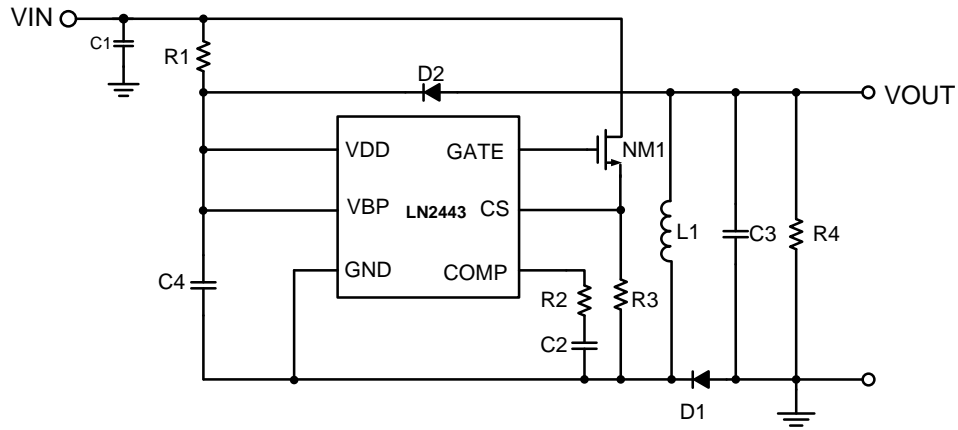 VIN
C1
R1
D2
VOUT
VDD
GATE
NM1
VBP
LN2443
CS
L1
C3
R4
GND
COMP
C4
R2
R3
C2
D1